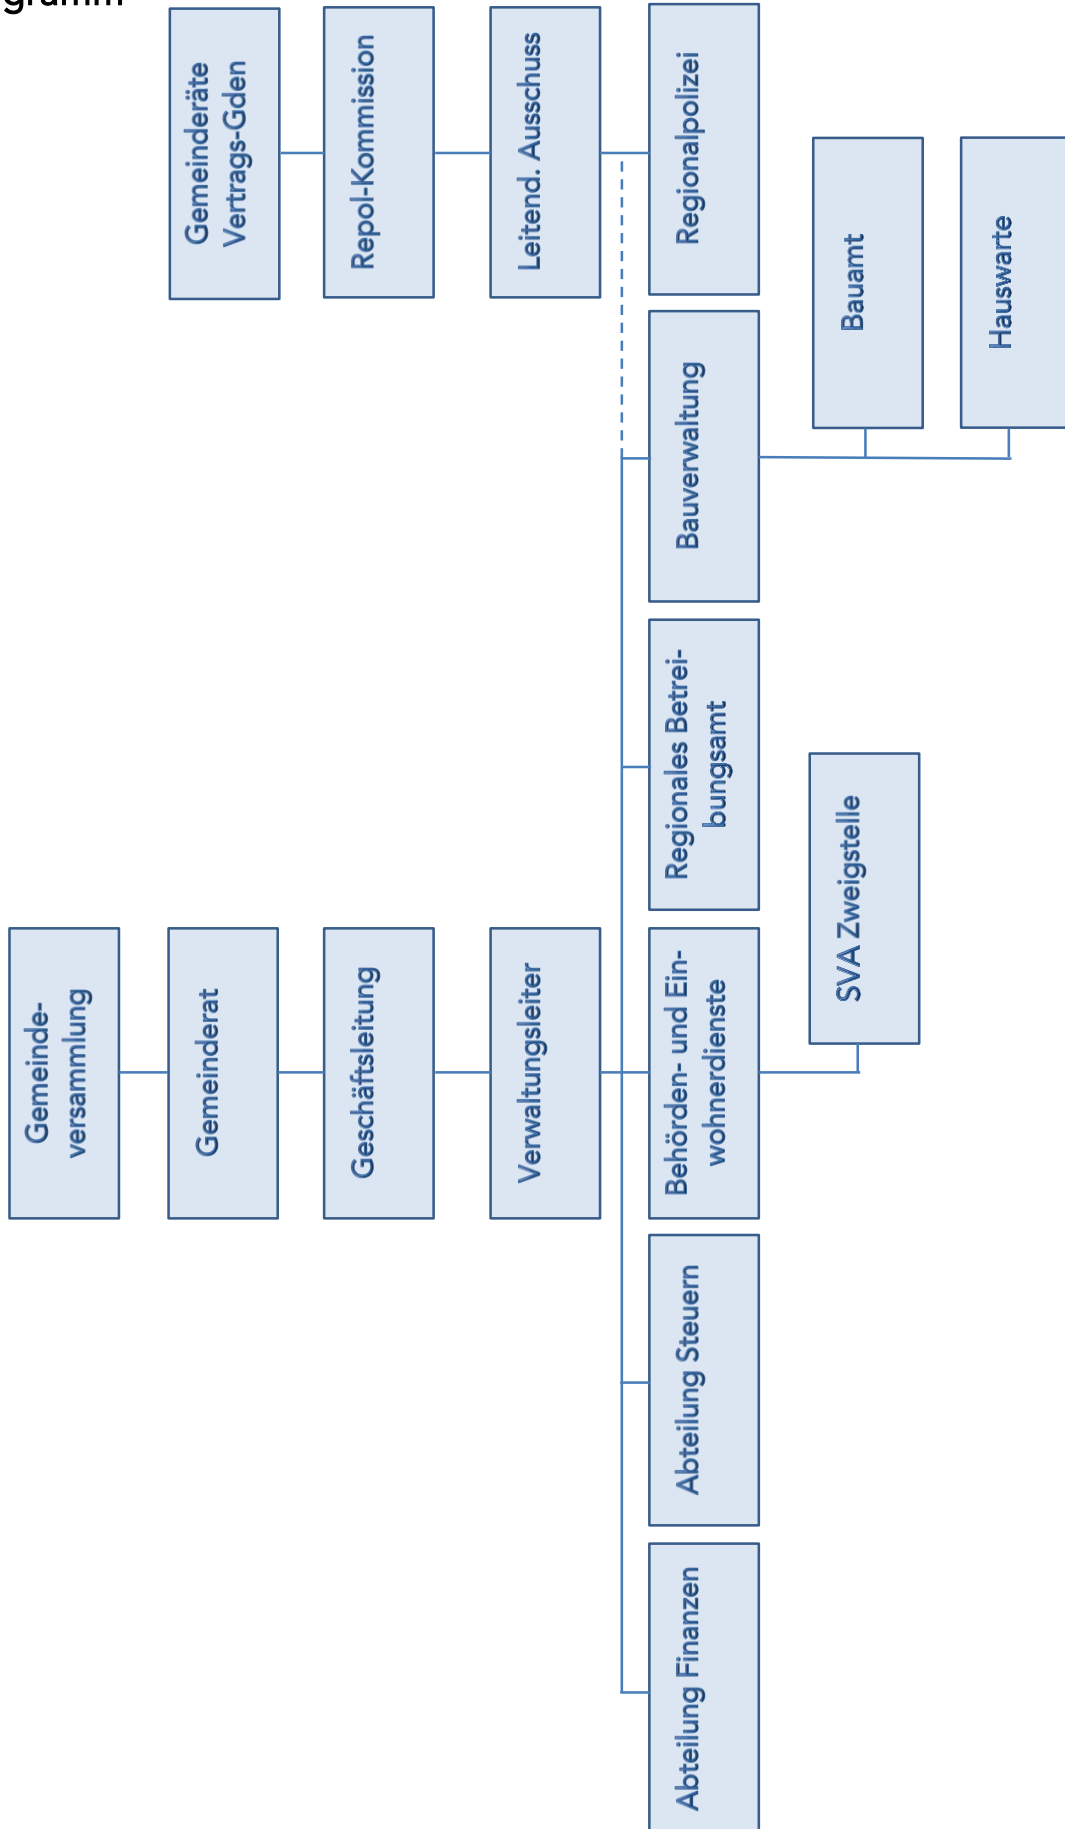 gramm
Gemeinde-
versammlung
Gemeinderat
Gemeinderäte
Vertrags-Gden
Geschäftsleitung
Repol-Kommission
Verwaltungsleiter
Leitend. Ausschuss
Abteilung Finanzen
Abteilung Steuern
Behörden- und Ein-
wohnerdienste
Regionales Betrei-
bungsamt
Bauverwaltung
Regionalpolizei
SVA Zweigstelle
Bauamt
Hauswarte